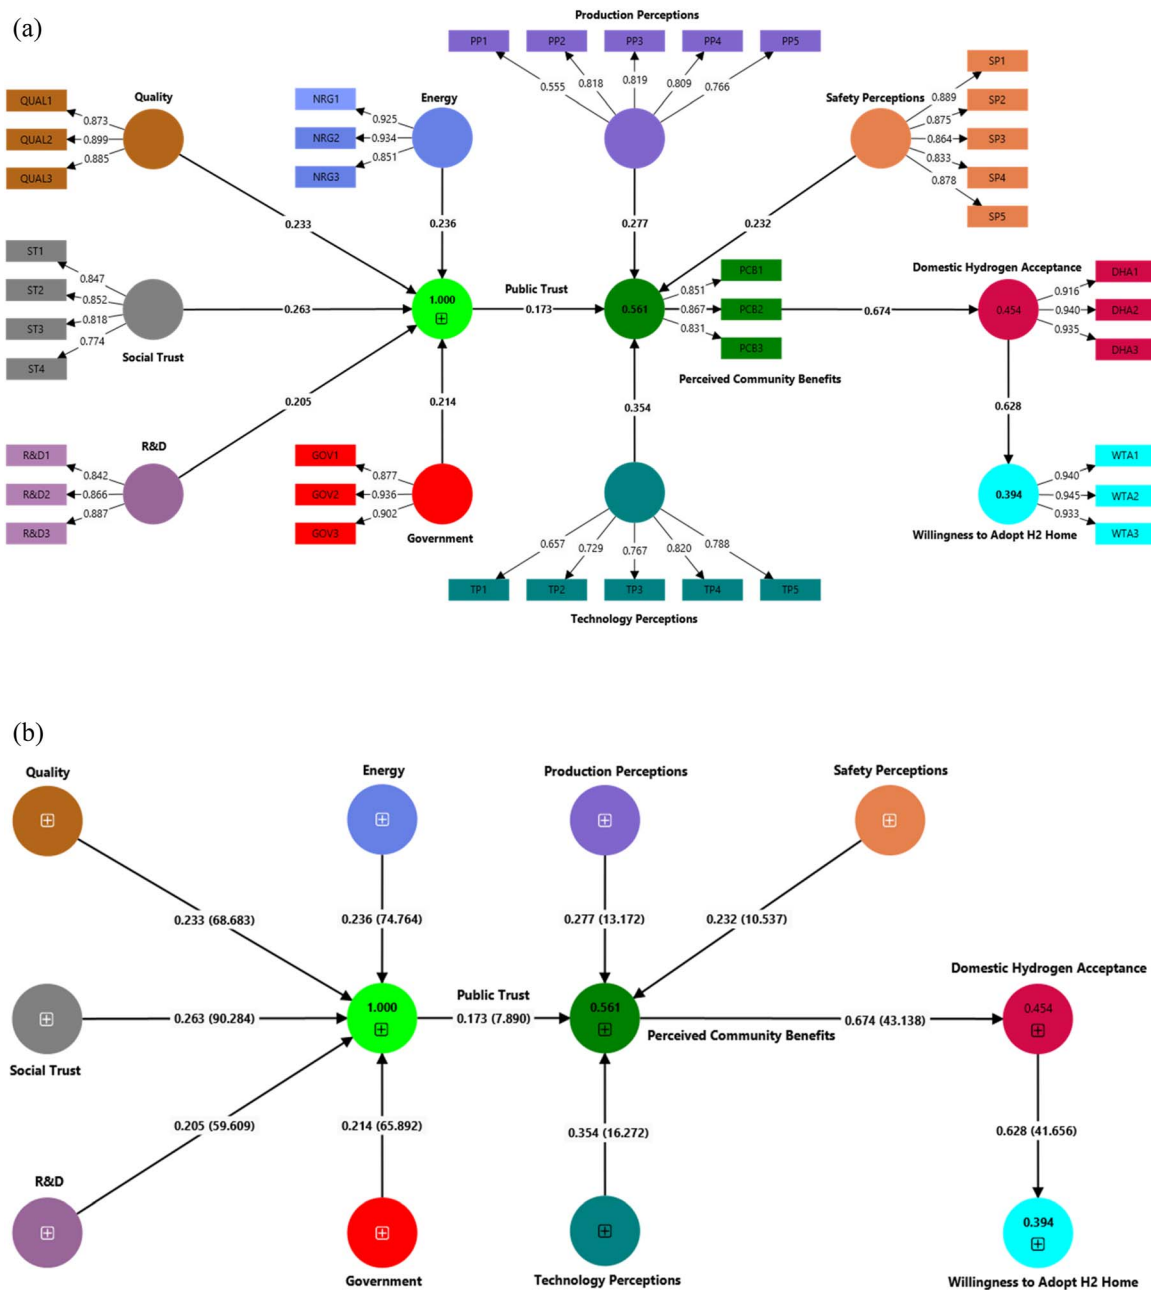 (a)
Production Perceptions
PP1 PP2 PP3 PP4 PP5
0.555 0.818 0.819 0.809 0.766
Quality
QUAL1
QUAL2
QUAL3
0.873
0.899
0.885
Energy
NRG1
NRG2
NRG3
0.925
0.934
0.851
Safety Perceptions
SP1
SP2
SP3
SP4
SP5
0.889
0.875
0.864
0.833
0.878
0.233
0.236
0.277
0.232
ST1
ST2
ST3
ST4
0.847
0.852
0.818
0.774
Social Trust
0.263
1.000
Public Trust
0.173
0.561
PCB1
PCB2
PCB3
0.851
0.867
0.831
Perceived Community Benefits
0.674
Domestic Hydrogen Acceptance
0.454
DHA1
DHA2
DHA3
0.916
0.940
0.935
0.205
0.214
0.354
0.628
R&D
R&D1
R&D2
R&D3
0.842
0.866
0.887
GOV1
GOV2
GOV3
0.877
0.936
0.902
Government
0.394
Willingness to Adopt H2 Home
WTA1
WTA2
WTA3
0.940
0.945
0.933
0.657 0.729 0.767 0.820 0.788
TP1 TP2 TP3 TP4 TP5
Technology Perceptions
(b)
Quality
Energy
Production Perceptions
Safety Perceptions
0.233 (68.683)
0.236 (74.764)
0.277 (13.172)
0.232 (10.537)
Domestic Hydrogen Acceptance
Social Trust
0.263 (90.284)
1.000
Public Trust
0.173 (7.890)
0.561
Perceived Community Benefits
0.674 (43.138)
0.454
0.205 (59.609)
0.214 (65.892)
0.354 (16.272)
0.628 (41.656)
R&D
Government
Technology Perceptions
0.394
Willingness to Adopt H2 Home